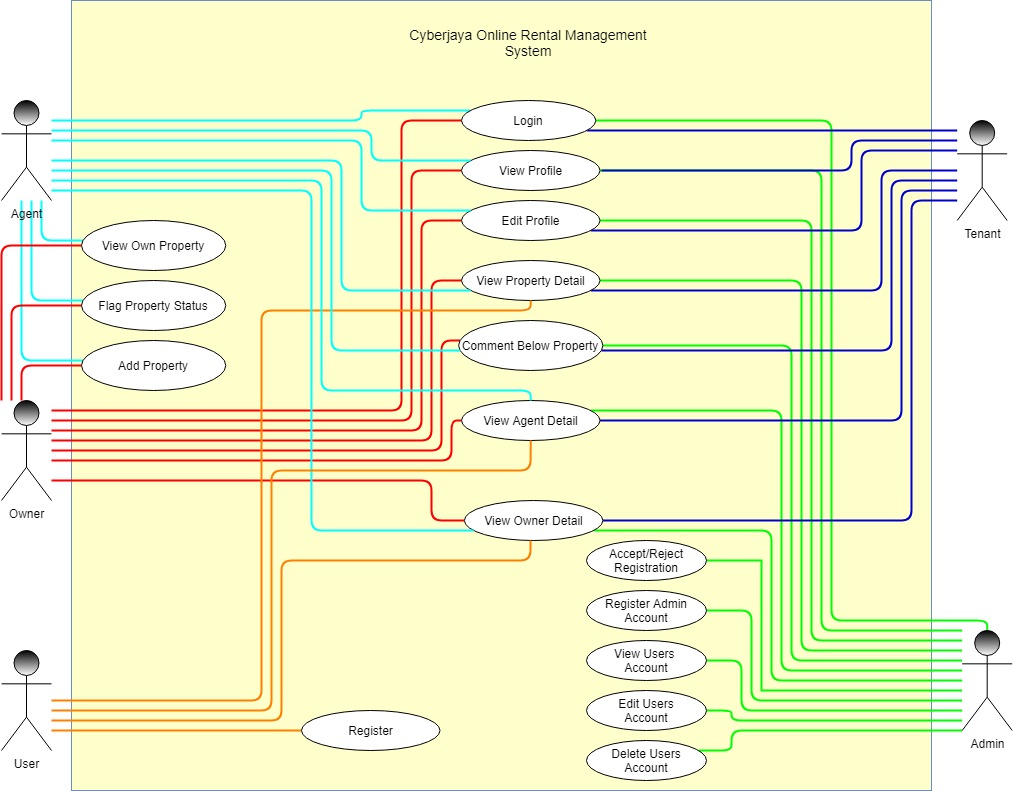 Cyberjaya Online Rental Management
System
Login
View Profile
Edit Profile
View Property Detail
Comment Below Property
View Agent Detail
View Owner Detail
Agent
Tenant
View Own Property
Flag Property Status
Add Property
Owner
Accept/Reject
Registration
Register Admin
Account
View Users
Account
Edit Users
Account
Delete Users
Account
Register
User
Admin